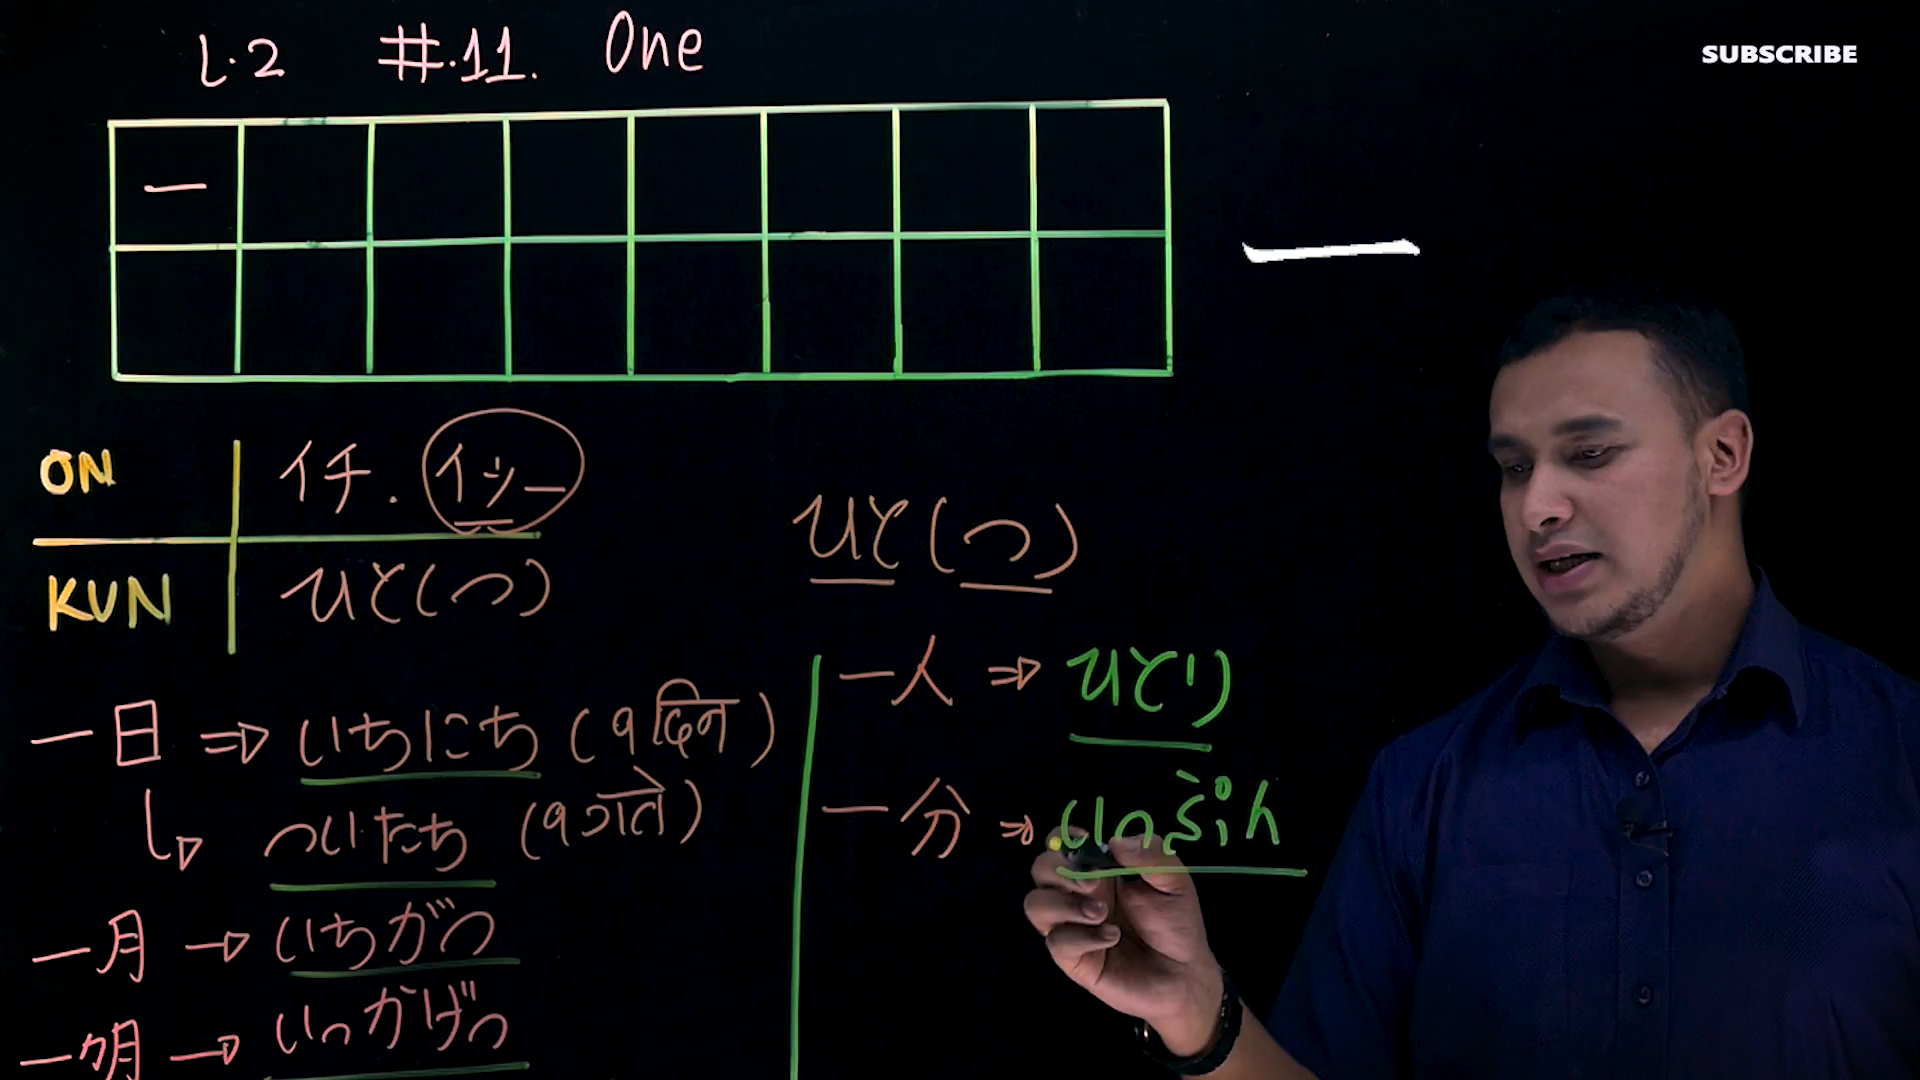 L.2 #.11. One
SUBSCRIBE
一
一
ON イチ. イッー
KUN ひと(つ)
ひと(つ)
一日 ⇒ いちにち (१ दिन)
ついたち (१ गते)
一月 → いちがつ
一ヶ月 → いっかげつ
一人 ⇒ ひとり
一分 ⇒ いっぷん